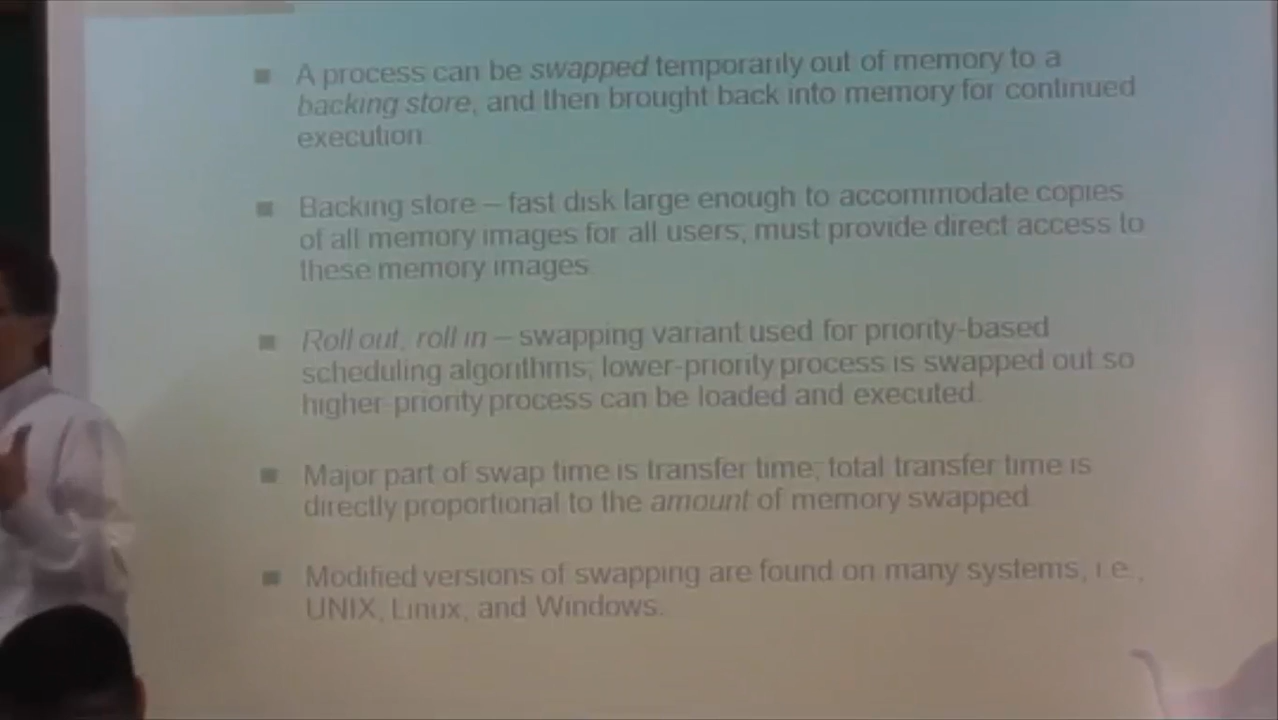 A process can be swapped temporarily out of memory to a
backing store, and then brought back into memory for continued
execution
Backing store – fast disk large enough to accommodate copies
of all memory images for all users; must provide direct access to
these memory images
Roll out, roll in – swapping variant used for priority-based
scheduling algorithms; lower-priority process is swapped out so
higher-priority process can be loaded and executed.
Major part of swap time is transfer time; total transfer time is
directly proportional to the amount of memory swapped
Modified versions of swapping are found on many systems, i.e.,
UNIX, Linux, and Windows.